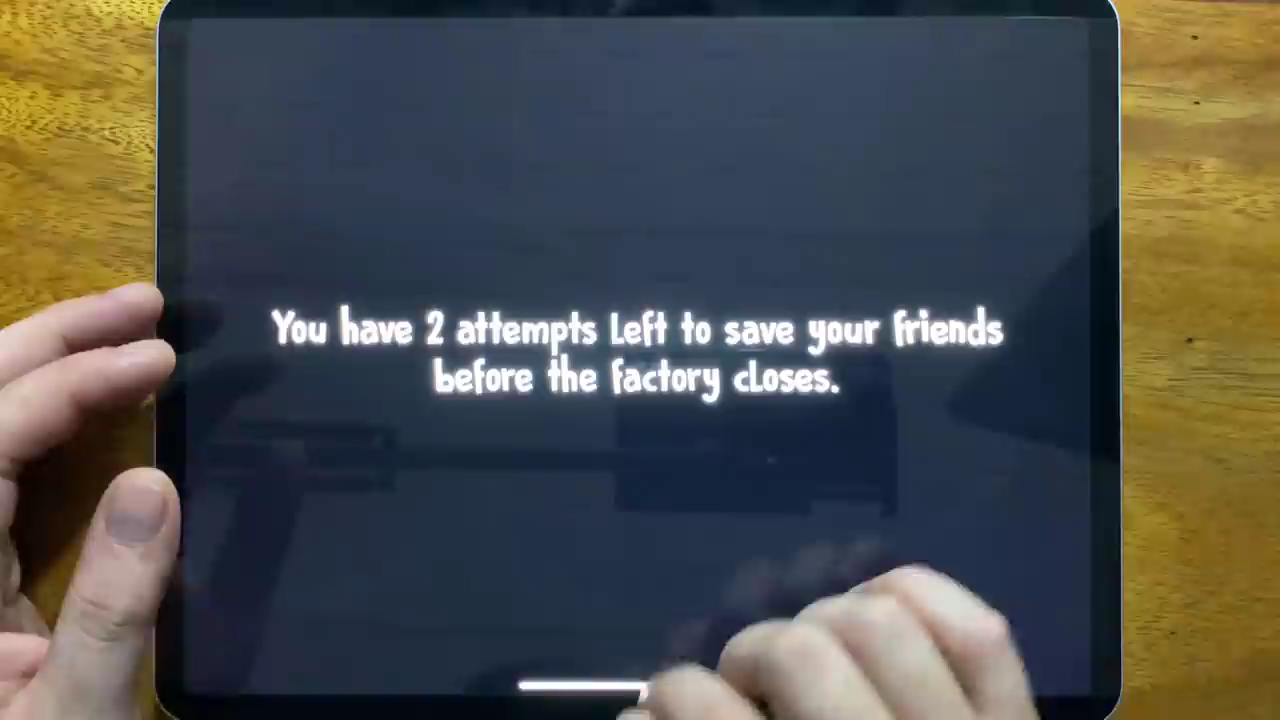 You have 2 attempts left to save your friends
before the factory closes.